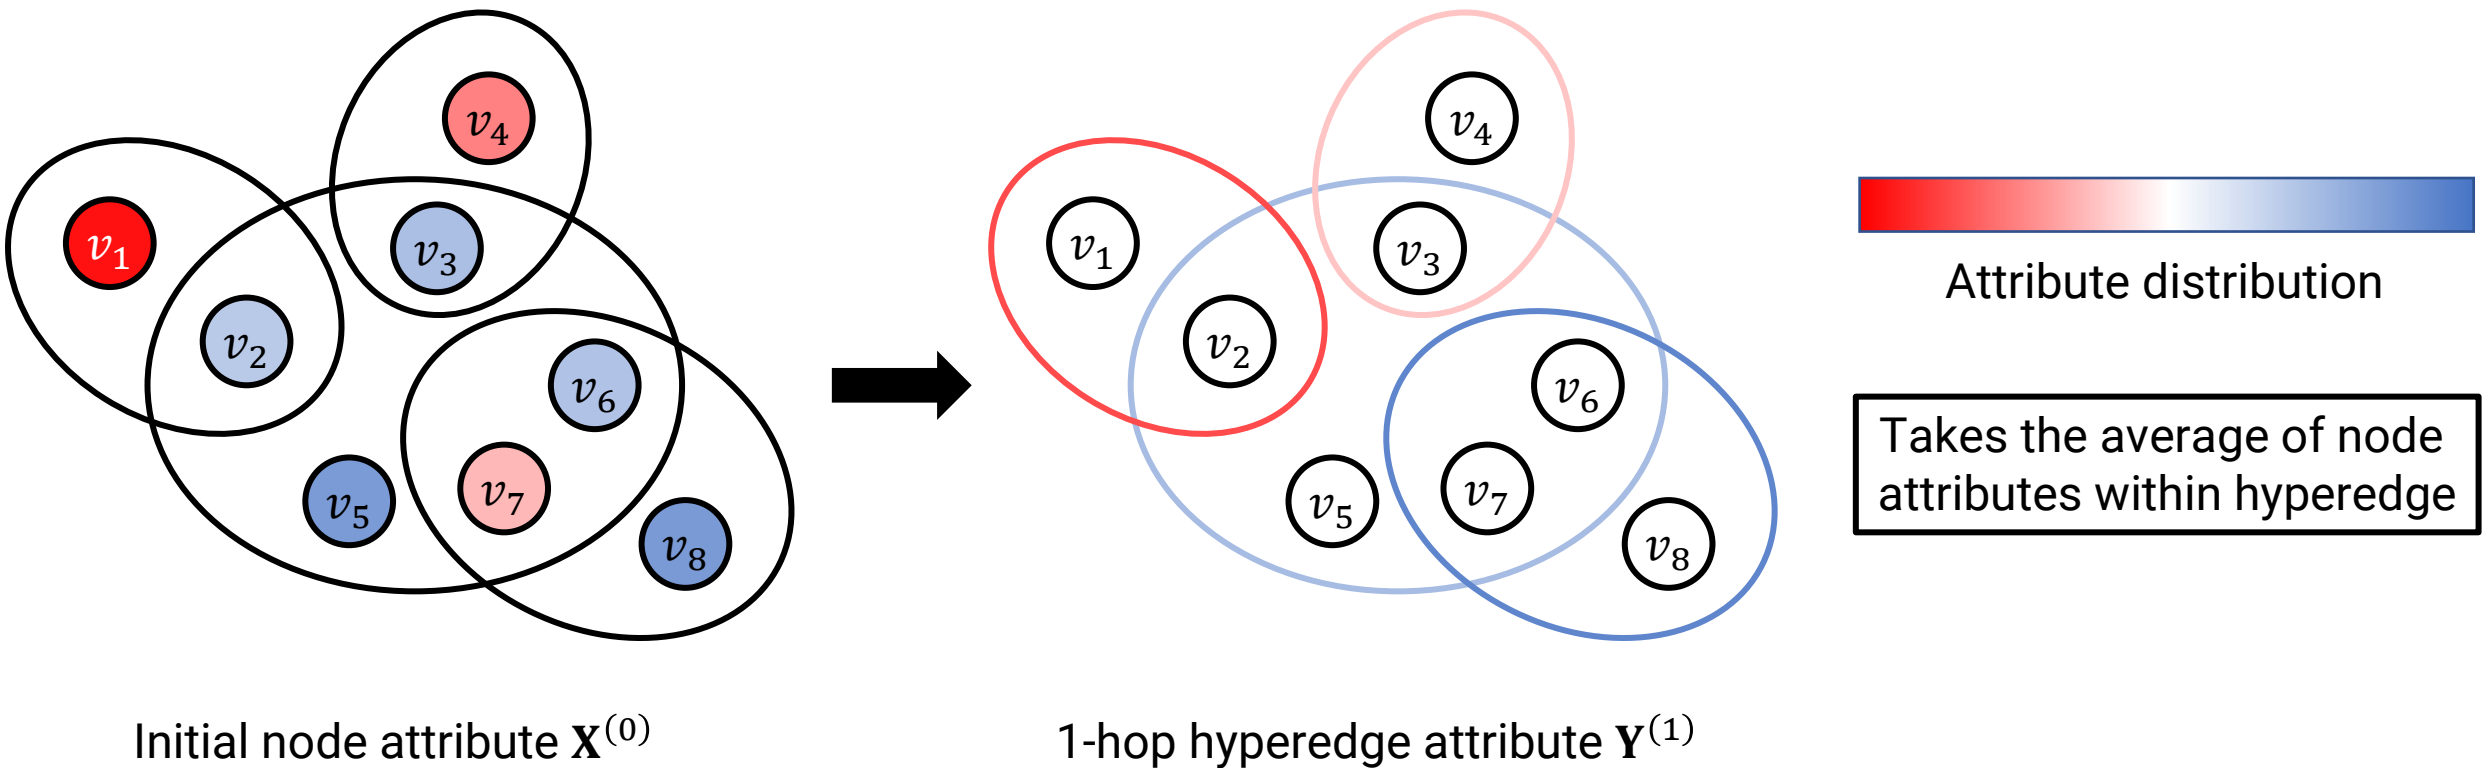 v₄
v₁
v₃
v₂
v₆
v₅
v₇
v₈
Initial node attribute X⁽⁰⁾
v₄
v₁
v₃
v₂
v₆
v₅
v₇
v₈
1-hop hyperedge attribute Y⁽¹⁾
Attribute distribution
Takes the average of node
attributes within hyperedge